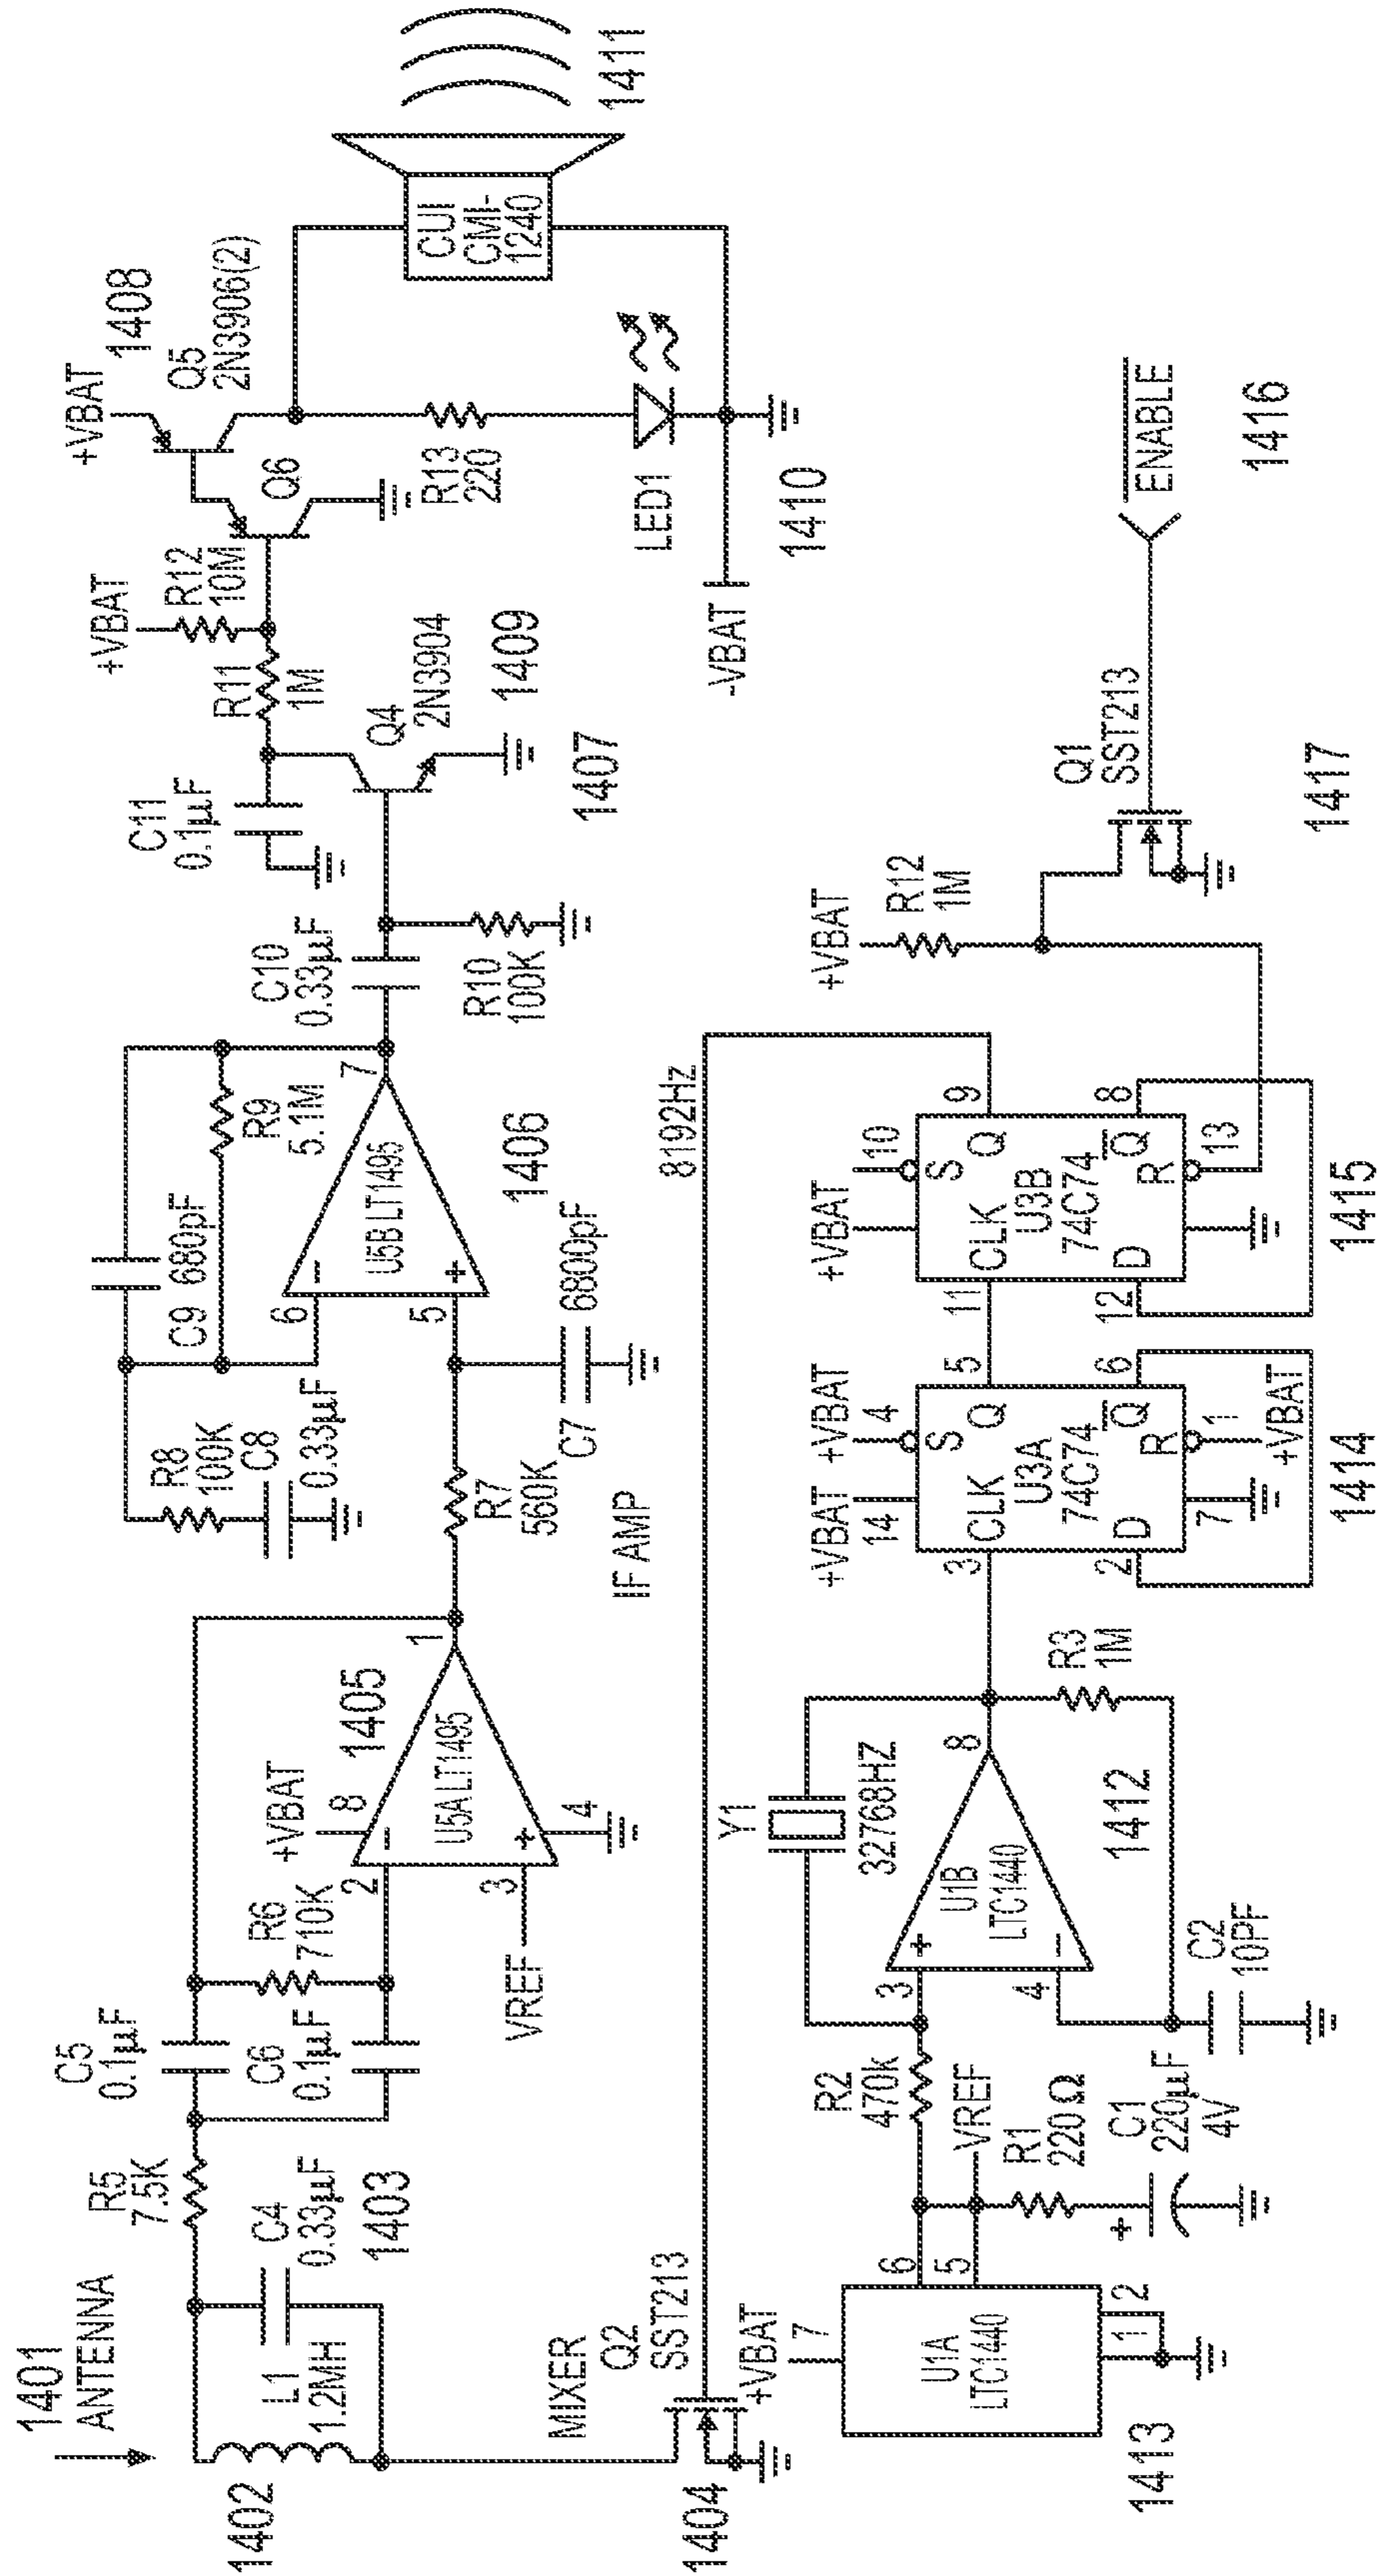 1401
ANTENNA
1402
L1
1.2MH
C4
0.33µF
1403
R5
7.5K
C5
0.1µF
C6
0.1µF
R6
710K
+VBAT
8
1405
2
3
VREF
4
1
U5A LT1495
IF AMP
R7
560K
C7
6800pF
R8
100K
C8
0.33µF
C9 680pF
R9
5.1M
6
5
7
U5B LT1495
1406
C10
0.33µF
R10
100K
C11
0.1µF
1407
Q4
2N3904
1409
R11
1M
+VBAT
R12
10M
Q6
+VBAT
1408
Q5
2N3906(2)
R13
220
LED1
1410
-VBAT
CUI
CMI-
1240
1411
MIXER
Q2
SST213
1404
8192Hz
+VBAT
7
U1A
LTC1440
6
5
1
2
1413
VREF
R1
220Ω
C1
220µF
4V
+
R2
470k
Y1
32768HZ
3
4
8
U1B
LTC1440
1412
C2
10PF
R3
1M
+VBAT
14
+VBAT
4
3
CLK
S
Q
5
U3A
74C74
Q
6
D
R
2
7
1
+VBAT
1414
+VBAT
10
11
CLK
S
Q
9
U3B
74C74
Q
8
D
R
12
13
1415
+VBAT
R12
1M
Q1
SST213
1417
ENABLE
1416